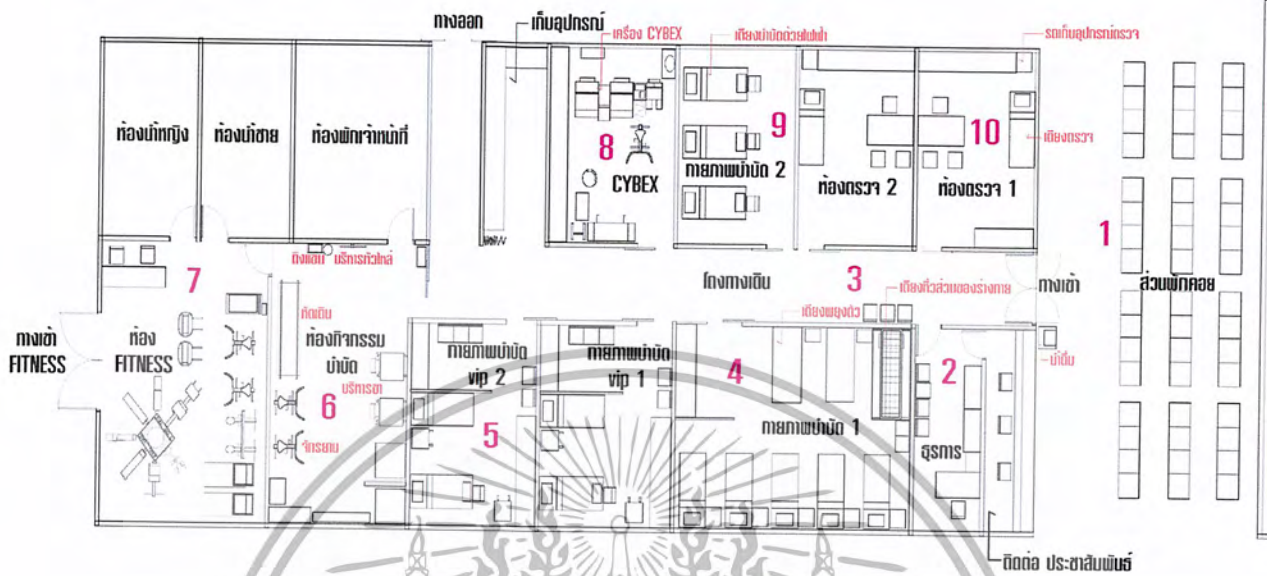 ทางออก
เก็บอุปกรณ์
เครื่อง CYBEX
เตียงบำบัดด้วยไฟฟ้า
รถเก็บอุปกรณ์ตรวจ
ห้องน้ำหญิง
ห้องน้ำชาย
ห้องพักเจ้าหน้าที่
8
CYBEX
9
กายภาพบำบัด 2
ห้องตรวจ 2
10
ห้องตรวจ 1
เตียงตรวจ
1
ส่วนพักคอย
7
ดึงแขน
บริหารหัวไหล่
โถงทางเดิน
3
ทางเข้า
เตียงพยุงตัว
เตียงคิวส่วนของร่างกาย
น้ำดื่ม
ทางเข้า
FITNESS
ห้อง
FITNESS
หัดเดิน
ห้องกิจกรรม
บำบัด
บริหารขา
6
จักรยาน
กายภาพบำบัด
vip 2
กายภาพบำบัด
vip 1
5
4
กายภาพบำบัด 1
2
ธุรการ
ติดต่อ ประชาสัมพันธ์